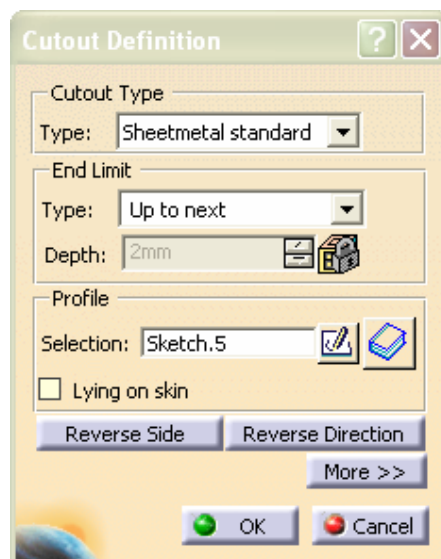 Cutout Definition
?
Cutout Type
Type: Sheetmetal standard
End Limit
Type: Up to next
Depth: 2mm
Profile
Selection: Sketch.5
Lying on skin
Reverse Side Reverse Direction
More >>
OK Cancel